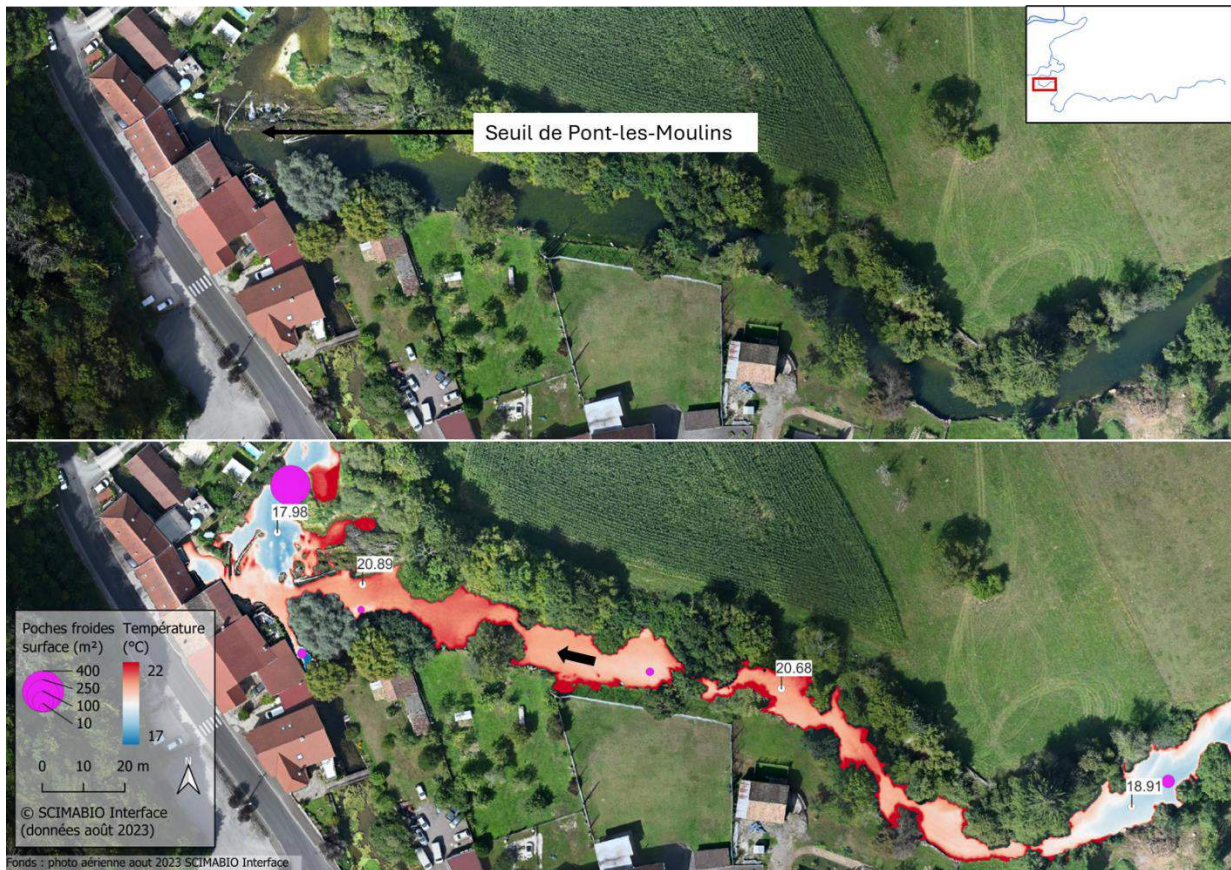 Seuil de Pont-les-Moulins
17.98
20.89
20.68
18.91
Poches froides
surface (m²)
400
250
100
10
Température
(°C)
22
17
0 10 20 m
N
© SCIMABIO Interface
(données août 2023)
Fonds : photo aérienne aout 2023 SCIMABIO Interface